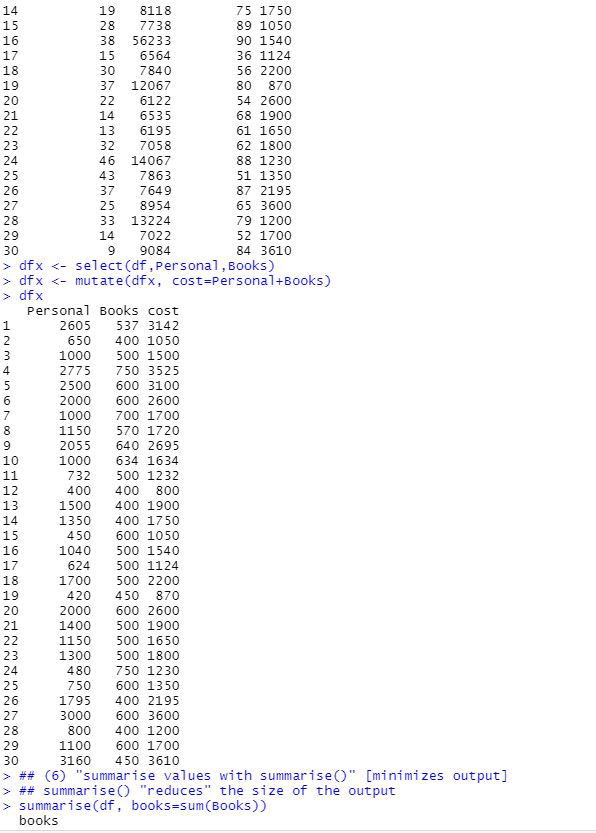 14 19 8118 75 1750
15 28 7738 89 1050
16 38 56233 90 1540
17 15 6564 36 1124
18 30 7840 56 2200
19 37 12067 80 870
20 22 6122 54 2600
21 14 6535 68 1900
22 13 6195 61 1650
23 32 7058 62 1800
24 46 14067 88 1230
25 43 7863 51 1350
26 37 7649 87 2195
27 25 8954 65 3600
28 33 13224 79 1200
29 14 7022 52 1700
30 9 9084 84 3610
> dfx <- select(df,Personal,Books)
> dfx <- mutate(dfx, cost=Personal+Books)
> dfx
Personal Books cost
1 2605 537 3142
2 650 400 1050
3 1000 500 1500
4 2775 750 3525
5 2500 600 3100
6 2000 600 2600
7 1000 700 1700
8 1150 570 1720
9 2055 640 2695
10 1000 634 1634
11 732 500 1232
12 400 400 800
13 1500 400 1900
14 1350 400 1750
15 450 600 1050
16 1040 500 1540
17 624 500 1124
18 1700 500 2200
19 420 450 870
20 2000 600 2600
21 1400 500 1900
22 1150 500 1650
23 1300 500 1800
24 480 750 1230
25 750 600 1350
26 1795 400 2195
27 3000 600 3600
28 800 400 1200
29 1100 600 1700
30 3160 450 3610
> ## (6) "summarise values with summarise()" [minimizes output]
> ## summarise() "reduces" the size of the output
> summarise(df, books=sum(Books))
books